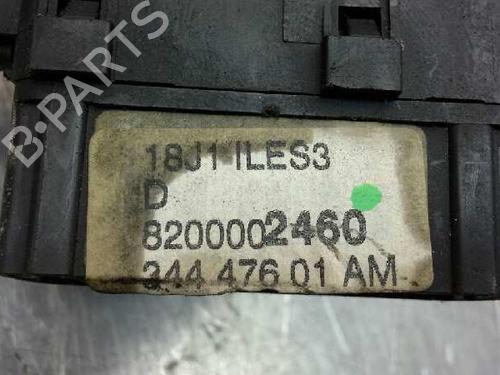 B-PARTS
18J1 ILES3
D
8200002460
344 476 01 AM